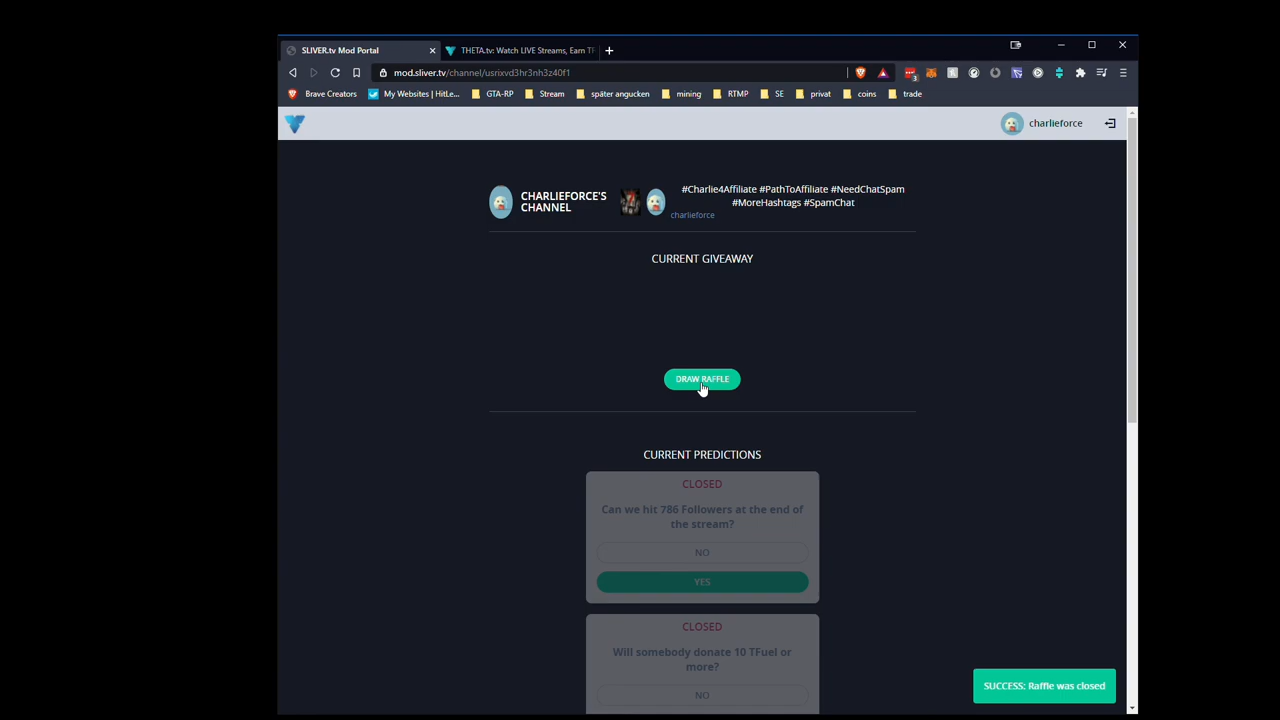 SLIVER.tv Mod Portal
THETA.tv: Watch LIVE Streams, Earn TF
mod.sliver.tv/channel/usrixvd3hr3nh3z40f1
3
Brave Creators
My Websites | HitLe...
GTA-RP
Stream
später angucken
mining
RTMP
SE
privat
coins
trade
charlieforce
CHARLIEFORCE'S
CHANNEL
#Charlie4Affiliate #PathToAffiliate #NeedChatSpam
#MoreHashtags #SpamChat
charlieforce
CURRENT GIVEAWAY
DRAW RAFFLE
CURRENT PREDICTIONS
CLOSED
Can we hit 786 Followers at the end of
the stream?
NO
YES
CLOSED
Will somebody donate 10 TFuel or
more?
NO
SUCCESS: Raffle was closed